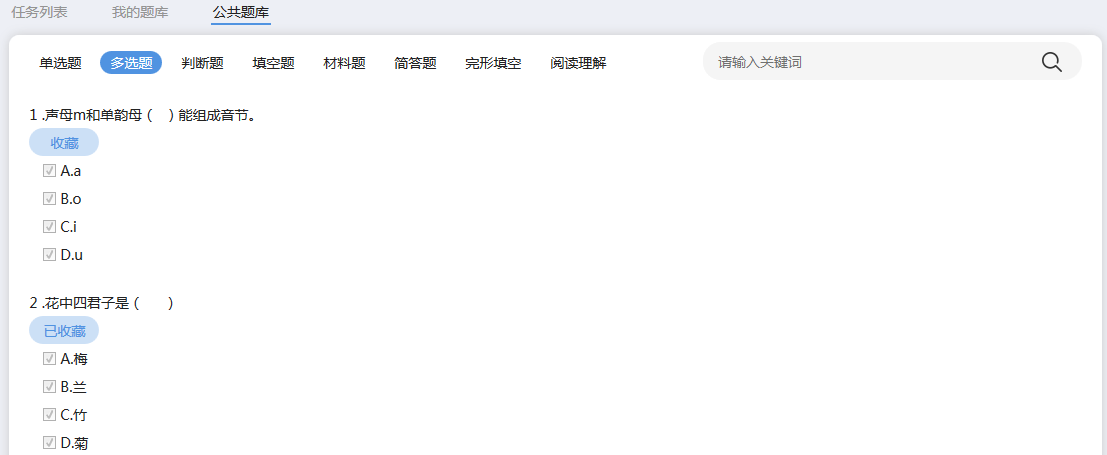 任务列表 我的题库 公共题库
单选题 多选题 判断题 填空题 材料题 简答题 完形填空 阅读理解 请输入关键词
1 .声母m和单韵母 ( ) 能组成音节。
收藏
A.a
B.o
C.i
D.u
2 .花中四君子是 ( )
已收藏
A.梅
B.兰
C.竹
D.菊